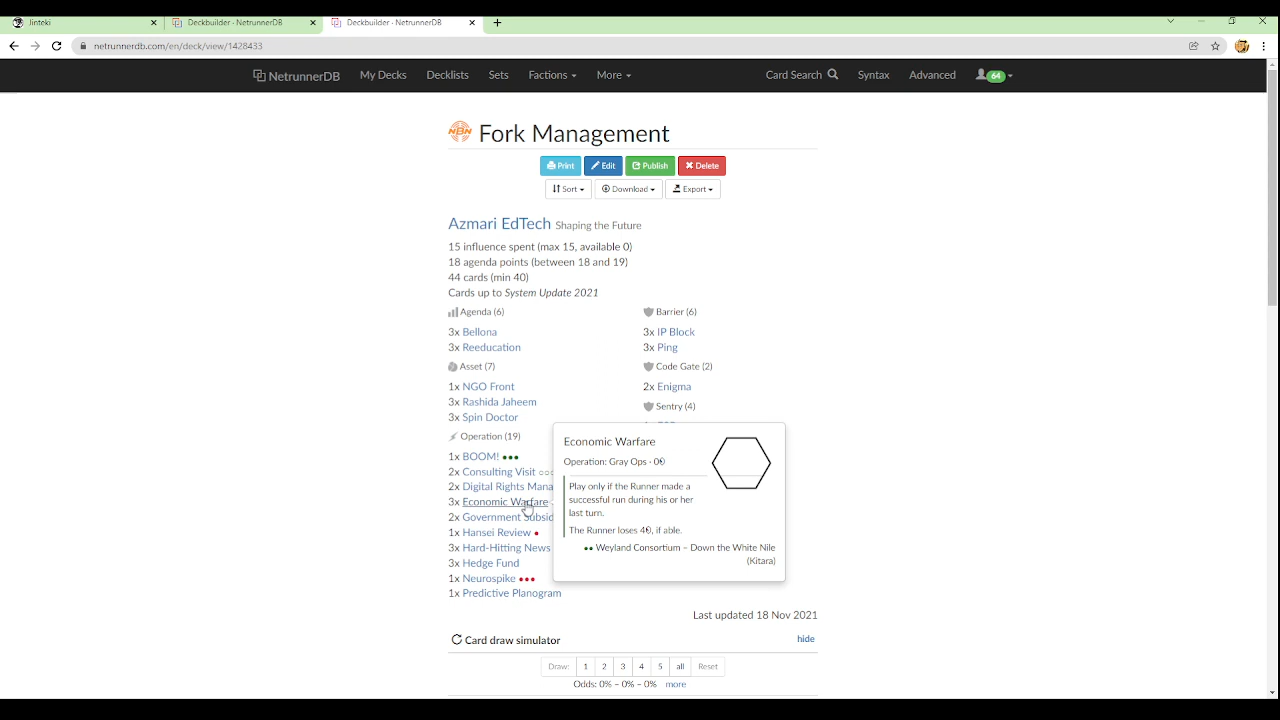 Jinteki
Deckbuilder · NetrunnerDB
Deckbuilder · NetrunnerDB
netrunnerdb.com/en/deck/view/1428433
NetrunnerDB My Decks Decklists Sets Factions More Card Search Syntax Advanced 64
NBN Fork Management
Print Edit Publish Delete
Sort Download Export
Azmari EdTech Shaping the Future
15 influence spent (max 15, available 0)
18 agenda points (between 18 and 19)
44 cards (min 40)
Cards up to System Update 2021
Agenda (6)
3x Bellona
3x Reeducation
Asset (7)
1x NGO Front
3x Rashida Jaheem
3x Spin Doctor
Operation (19)
1x BOOM! ●●●
2x Consulting Visit ○○○
2x Digital Rights Mana
3x Economic Warfare
2x Government Subsid
1x Hansei Review ●
3x Hard-Hitting News
3x Hedge Fund
1x Neurospike ●●●
1x Predictive Planogram
Barrier (6)
3x IP Block
3x Ping
Code Gate (2)
2x Enigma
Sentry (4)
Economic Warfare
Operation: Gray Ops · 0
Play only if the Runner made a
successful run during his or her
last turn.
The Runner loses 4, if able.
●● Weyland Consortium – Down the White Nile
(Kitara)
Last updated 18 Nov 2021
Card draw simulator hide
Draw: 1 2 3 4 5 all Reset
Odds: 0% – 0% – 0% more